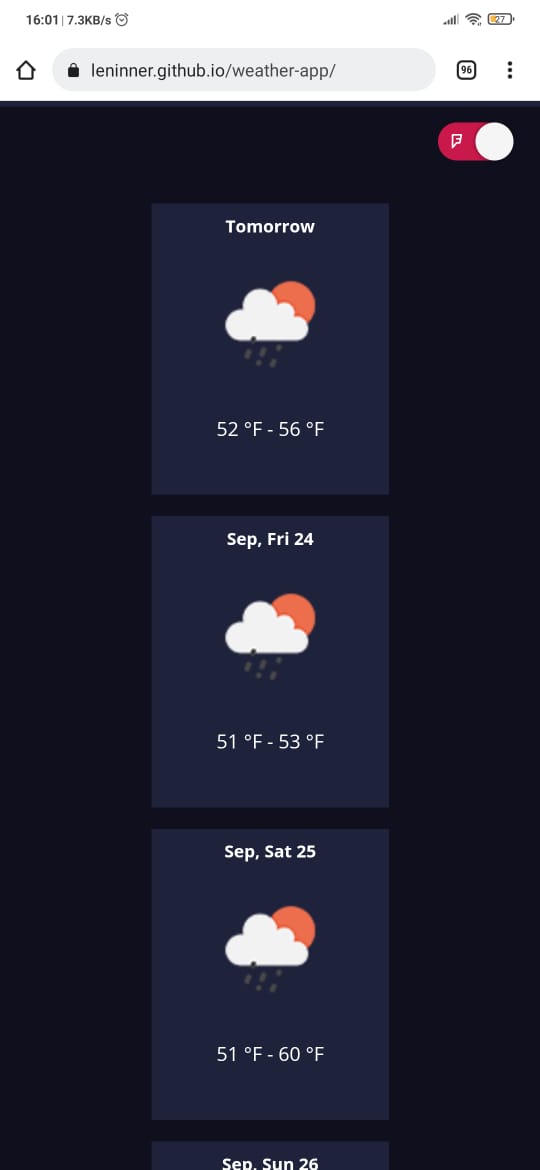 16:01 | 7.3KB/s
27
leninner.github.io/weather-app/
96
Tomorrow
52 °F - 56 °F
Sep, Fri 24
51 °F - 53 °F
Sep, Sat 25
51 °F - 60 °F
Sep, Sun 26